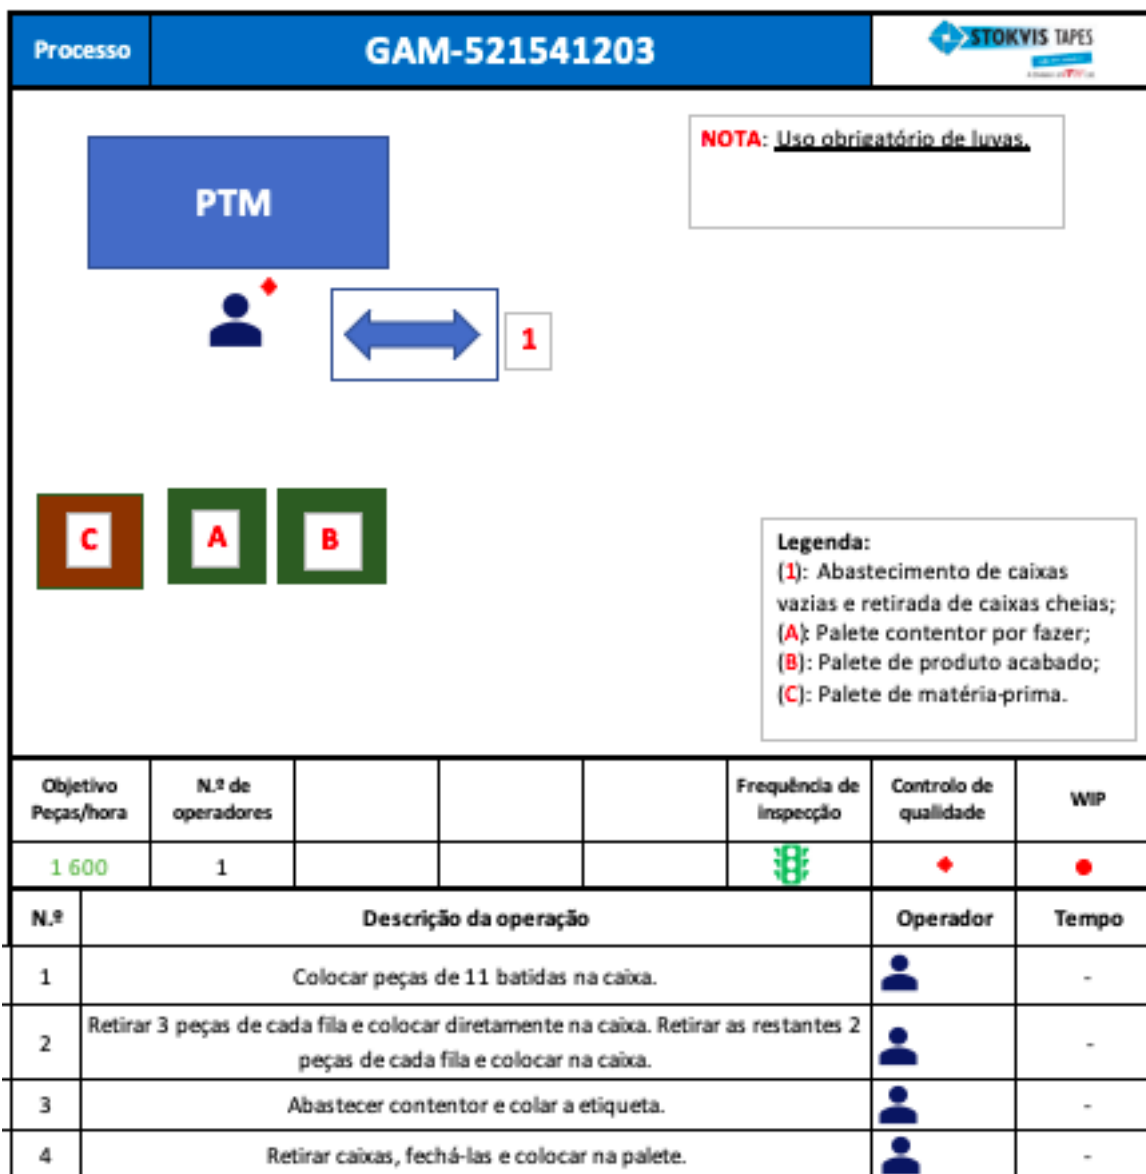 Processo
GAM-521541203
STOKVIS TAPES
PTM
NOTA: Uso obrigatório de luvas.
1
C
A
B
Legenda:
(1): Abastecimento de caixas
vazias e retirada de caixas cheias;
(A): Palete contentor por fazer;
(B): Palete de produto acabado;
(C): Palete de matéria-prima.
Objetivo
Peças/hora
N.º de
operadores
Frequência de
inspecção
Controlo de
qualidade
WIP
1 600
1
N.º
Descrição da operação
Operador
Tempo
1
Colocar peças de 11 batidas na caixa.
-
2
Retirar 3 peças de cada fila e colocar diretamente na caixa. Retirar as restantes 2
peças de cada fila e colocar na caixa.
-
3
Abastecer contentor e colar a etiqueta.
-
4
Retirar caixas, fechá-las e colocar na palete.
-